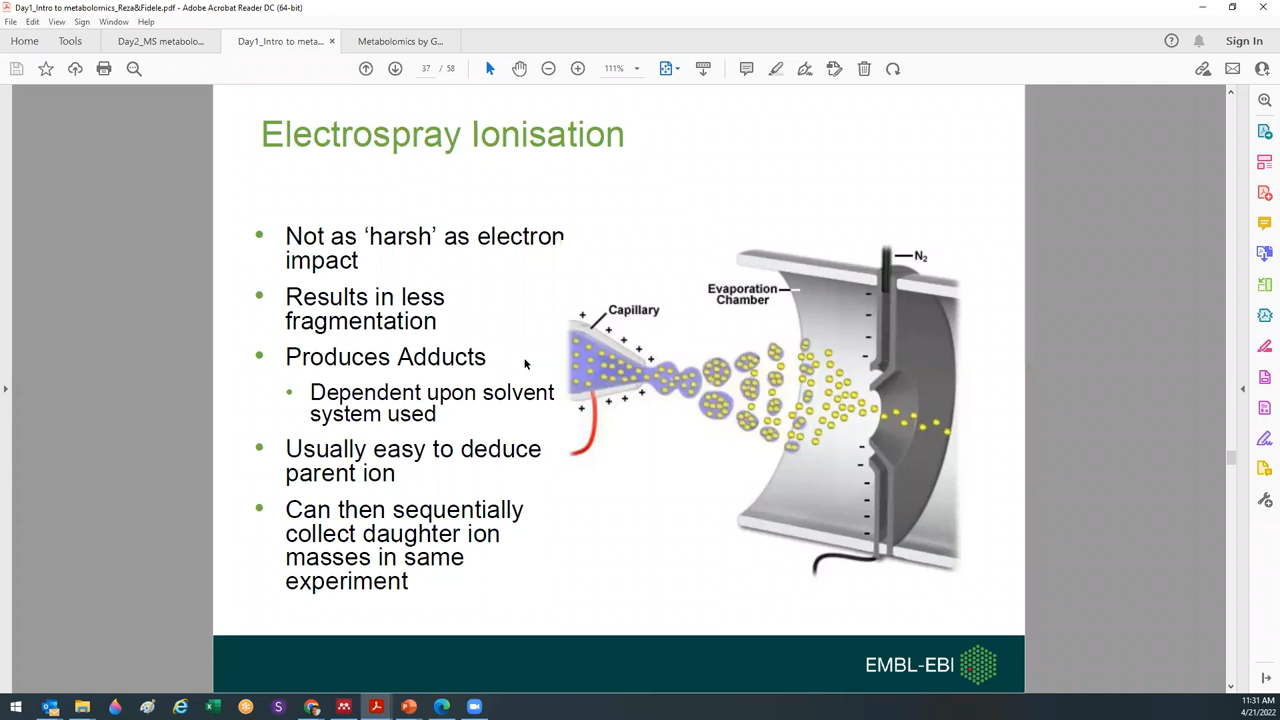 Day1_Intro to metabolomics_Reza&Fidele.pdf - Adobe Acrobat Reader DC (64-bit)
File Edit View Sign Window Help
Home Tools Day2_MS metabolo... Day1_Intro to meta... × Metabolomics by G... Sign In
37 / 58 111%
Electrospray Ionisation
Not as ‘harsh’ as electron
impact
Results in less
fragmentation
Produces Adducts
Dependent upon solvent
system used
Usually easy to deduce
parent ion
Can then sequentially
collect daughter ion
masses in same
experiment
N2
Evaporation
Chamber
Capillary
EMBL-EBI
11:31 AM
4/21/2022